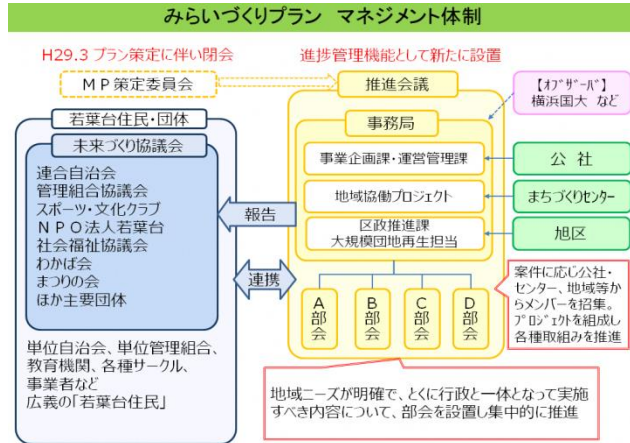 みらいづくりプラン マネジメント体制
H29.3 プラン策定に伴い閉会
進捗管理機能として新たに設置
MP策定委員会
推進会議
【オブザーバ】
横浜国大 など
若葉台住民・団体
未来づくり協議会
連合自治会
管理組合協議会
スポーツ・文化クラブ
NPO法人若葉台
社会福祉協議会
わかば会
まつりの会
ほか主要団体
単位自治会、単位管理組合、
教育機関、各種サークル、
事業者など
広義の「若葉台住民」
報告
連携
事務局
事業企画課・運営管理課
地域協働プロジェクト
区政推進課
大規模団地再生担当
公 社
まちづくりセンター
旭区
A部会
B部会
C部会
D部会
案件に応じ公社・
センター、地域等か
らメンバーを招集。
プロジェクトを組成し
各種取組みを推進
地域ニーズが明確で、とくに行政と一体となって実施
すべき内容について、部会を設置し集中的に推進